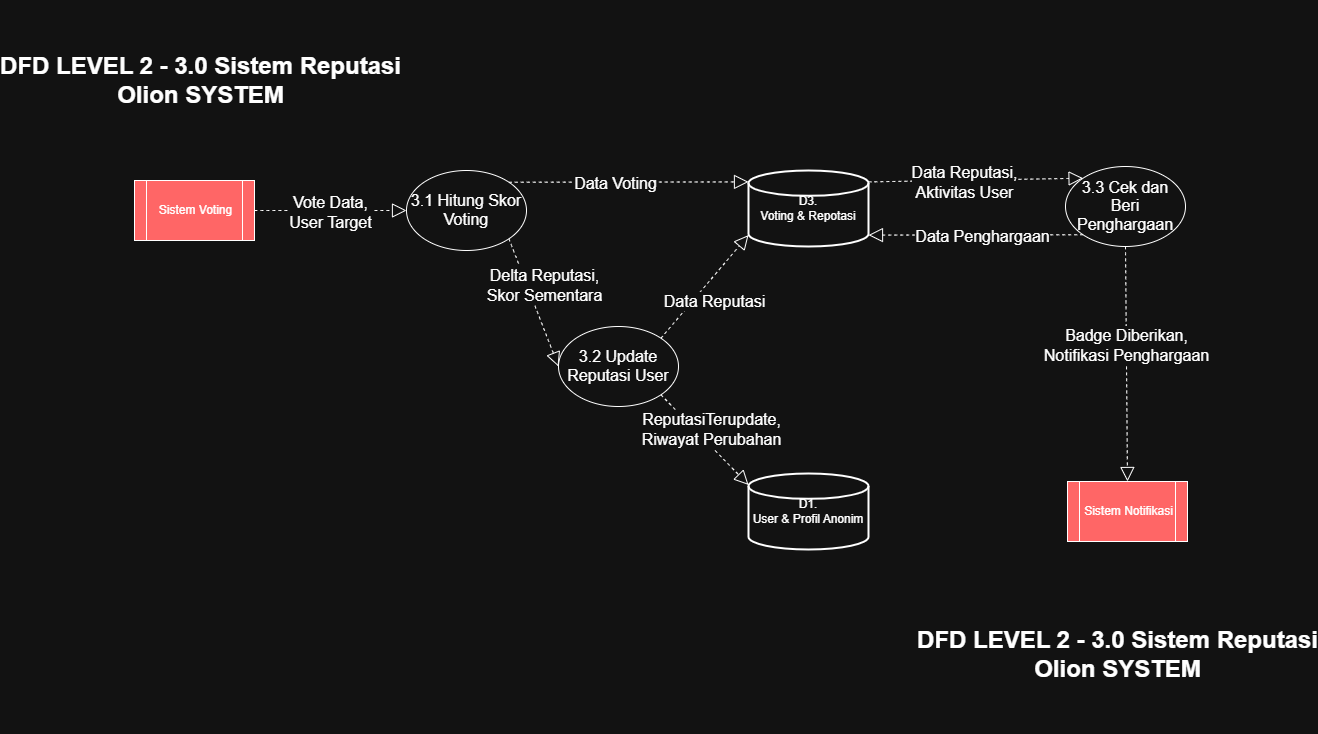 DFD LEVEL 2 - 3.0 Sistem Reputasi
Olion SYSTEM
Sistem Voting
Vote Data,
User Target
3.1 Hitung Skor
Voting
Data Voting
D3.
Voting & Repotasi
Data Reputasi,
Aktivitas User
3.3 Cek dan
Beri
Penghargaan
Data Penghargaan
Delta Reputasi,
Skor Sementara
Data Reputasi
3.2 Update
Reputasi User
Badge Diberikan,
Notifikasi Penghargaan
ReputasiTerupdate,
Riwayat Perubahan
D1.
User & Profil Anonim
Sistem Notifikasi
DFD LEVEL 2 - 3.0 Sistem Reputasi
Olion SYSTEM